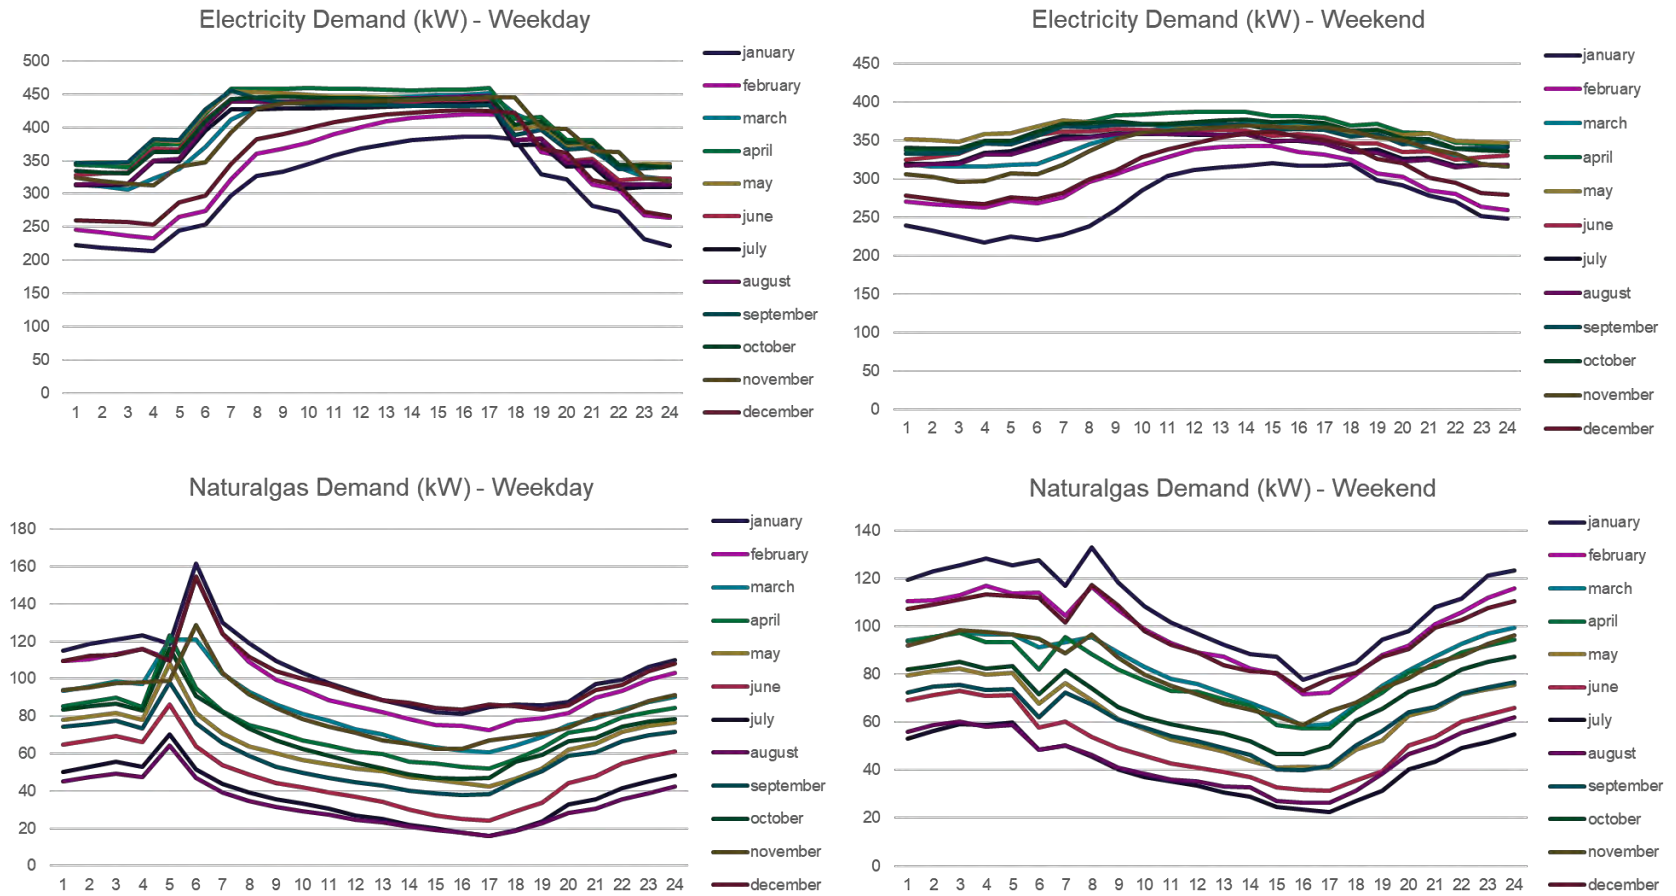 Electricity Demand (kW) - Weekday
500
450
400
350
300
250
200
150
100
50
0
1 2 3 4 5 6 7 8 9 10 11 12 13 14 15 16 17 18 19 20 21 22 23 24
january
february
march
april
may
june
july
august
september
october
november
december
Electricity Demand (kW) - Weekend
450
400
350
300
250
200
150
100
50
0
1 2 3 4 5 6 7 8 9 10 11 12 13 14 15 16 17 18 19 20 21 22 23 24
january
february
march
april
may
june
july
august
september
october
november
december
Naturalgas Demand (kW) - Weekday
180
160
140
120
100
80
60
40
20
0
1 2 3 4 5 6 7 8 9 10 11 12 13 14 15 16 17 18 19 20 21 22 23 24
january
february
march
april
may
june
july
august
september
october
november
december
Naturalgas Demand (kW) - Weekend
140
120
100
80
60
40
20
0
1 2 3 4 5 6 7 8 9 10 11 12 13 14 15 16 17 18 19 20 21 22 23 24
january
february
march
april
may
june
july
august
september
october
november
december